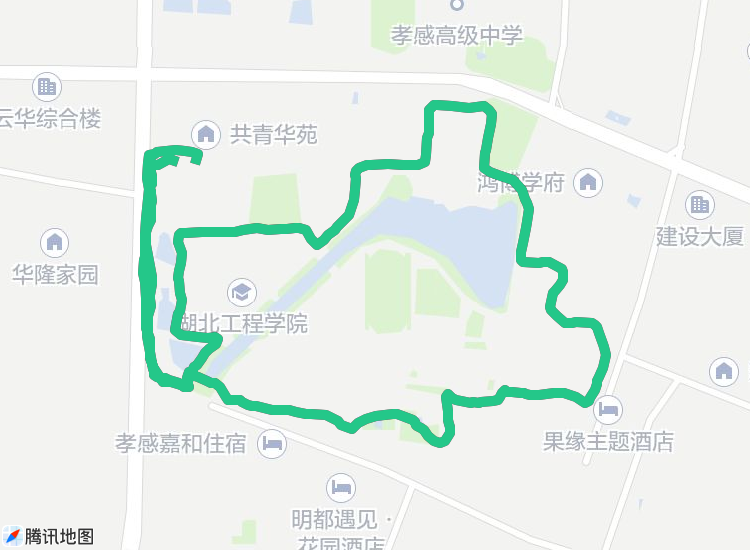 孝感高级中学
云华综合楼
共青华苑
鸿博学府
建设大厦
华隆家园
湖北工程学院
果缘主题酒店
孝感嘉和住宿
明都遇见·
花园酒店
腾讯地图